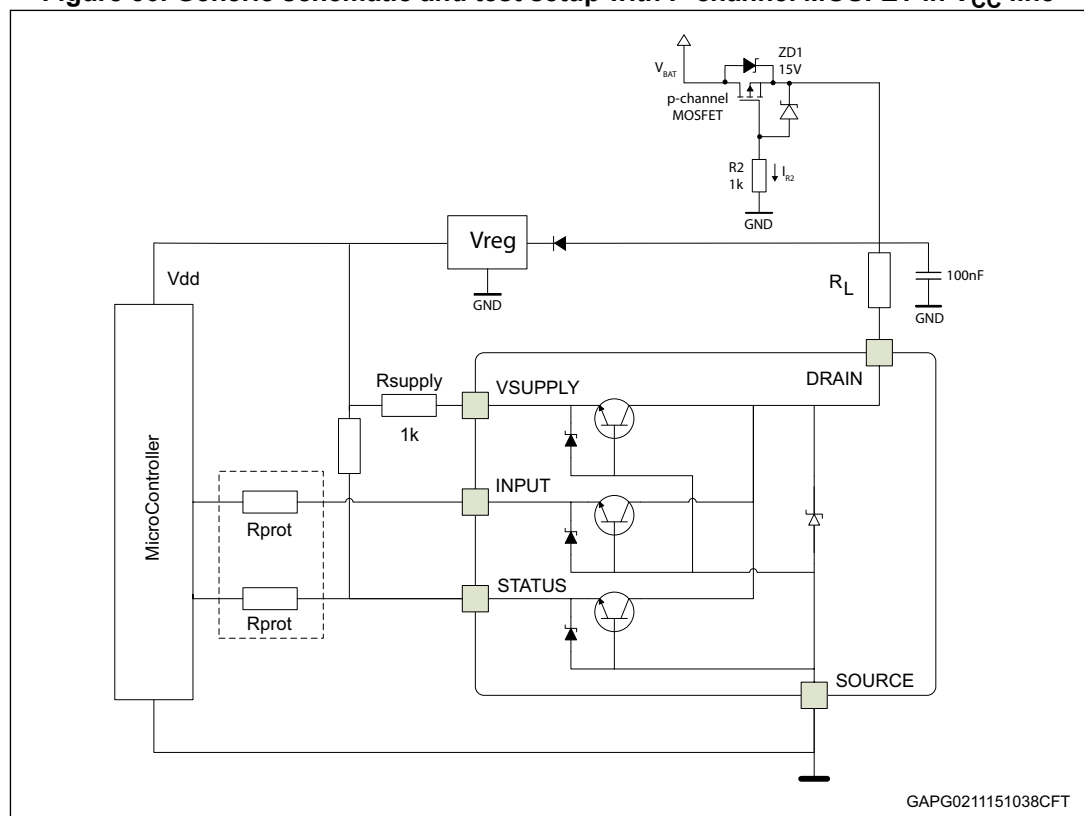 Figure 30. Generic schematic and test setup with P-channel MOSFET in VCC line
VBAT
ZD1
15V
p-channel
MOSFET
R2
1k
IR2
GND
Vreg
GND
Vdd
RL
100nF
GND
DRAIN
Rsupply
1k
VSUPPLY
MicroController
INPUT
Rprot
STATUS
Rprot
SOURCE
GAPG0211151038CFT